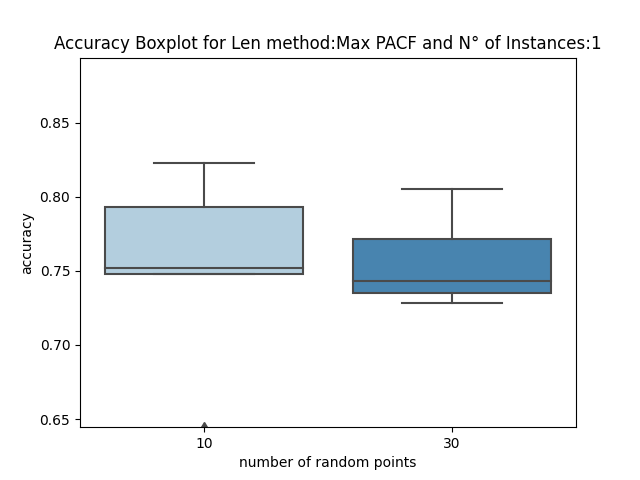 Accuracy Boxplot for Len method:Max PACF and N° of Instances:1
0.85
0.80
0.75
0.70
0.65
accuracy
10 30
number of random points